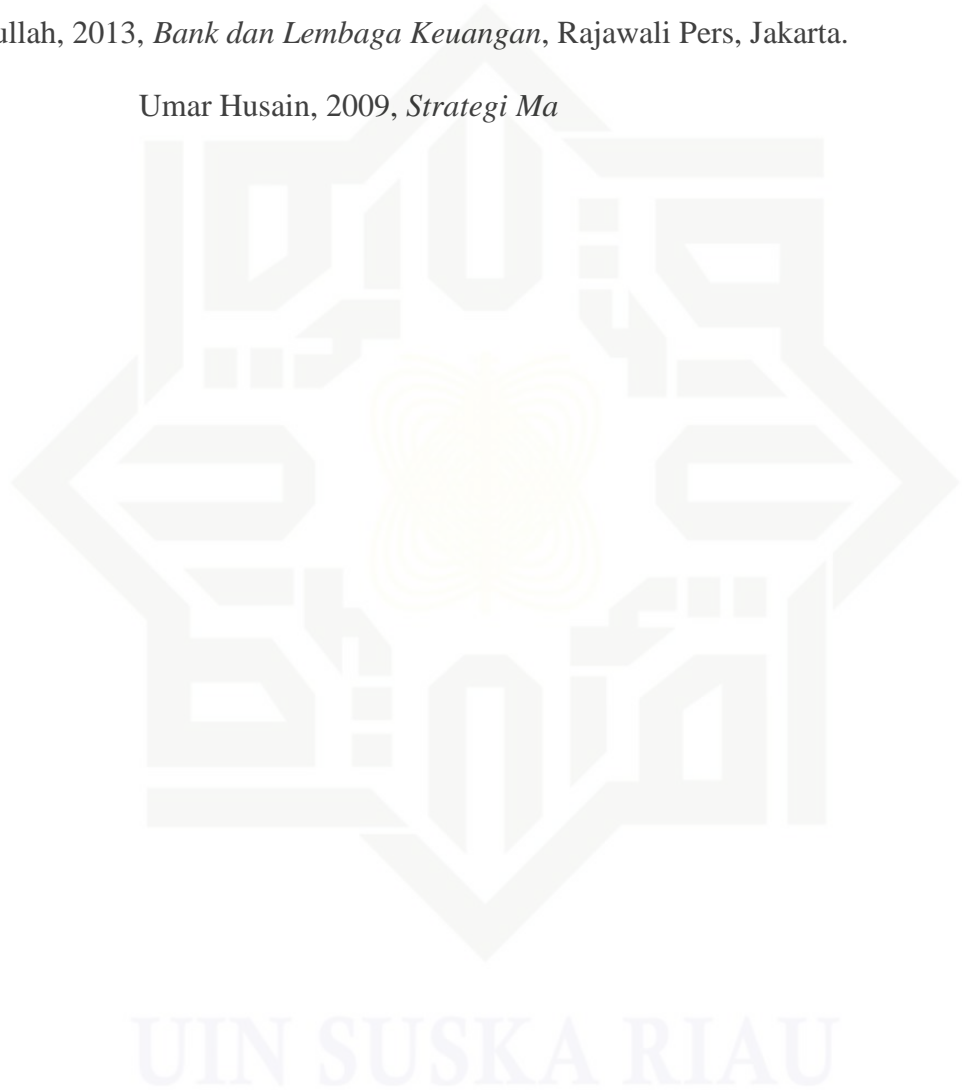 ullah, 2013, Bank dan Lembaga Keuangan, Rajawali Pers, Jakarta.
Umar Husain, 2009, Strategi Ma
UIN SUSKA RIAU